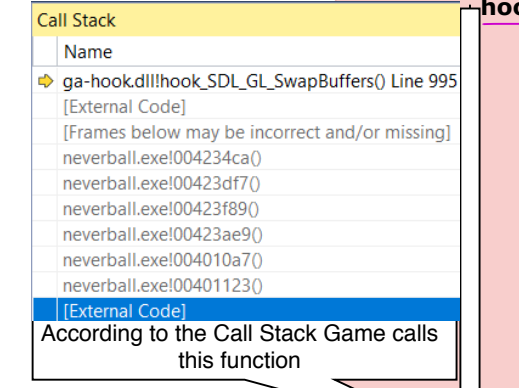 hoo
Call Stack
Name
ga-hook.dll!hook_SDL_GL_SwapBuffers() Line 995
[External Code]
[Frames below may be incorrect and/or missing]
neverball.exe!004234ca()
neverball.exe!00423df7()
neverball.exe!00423f89()
neverball.exe!00423ae9()
neverball.exe!004010a7()
neverball.exe!00401123()
[External Code]
According to the Call Stack Game calls
this function